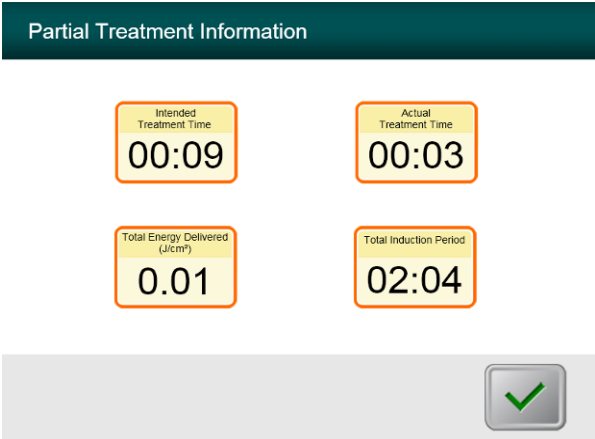 Partial Treatment Information
Intended
Treatment Time
00:09
Actual
Treatment Time
00:03
Total Energy Delivered
(J/cm²)
0.01
Total Induction Period
02:04